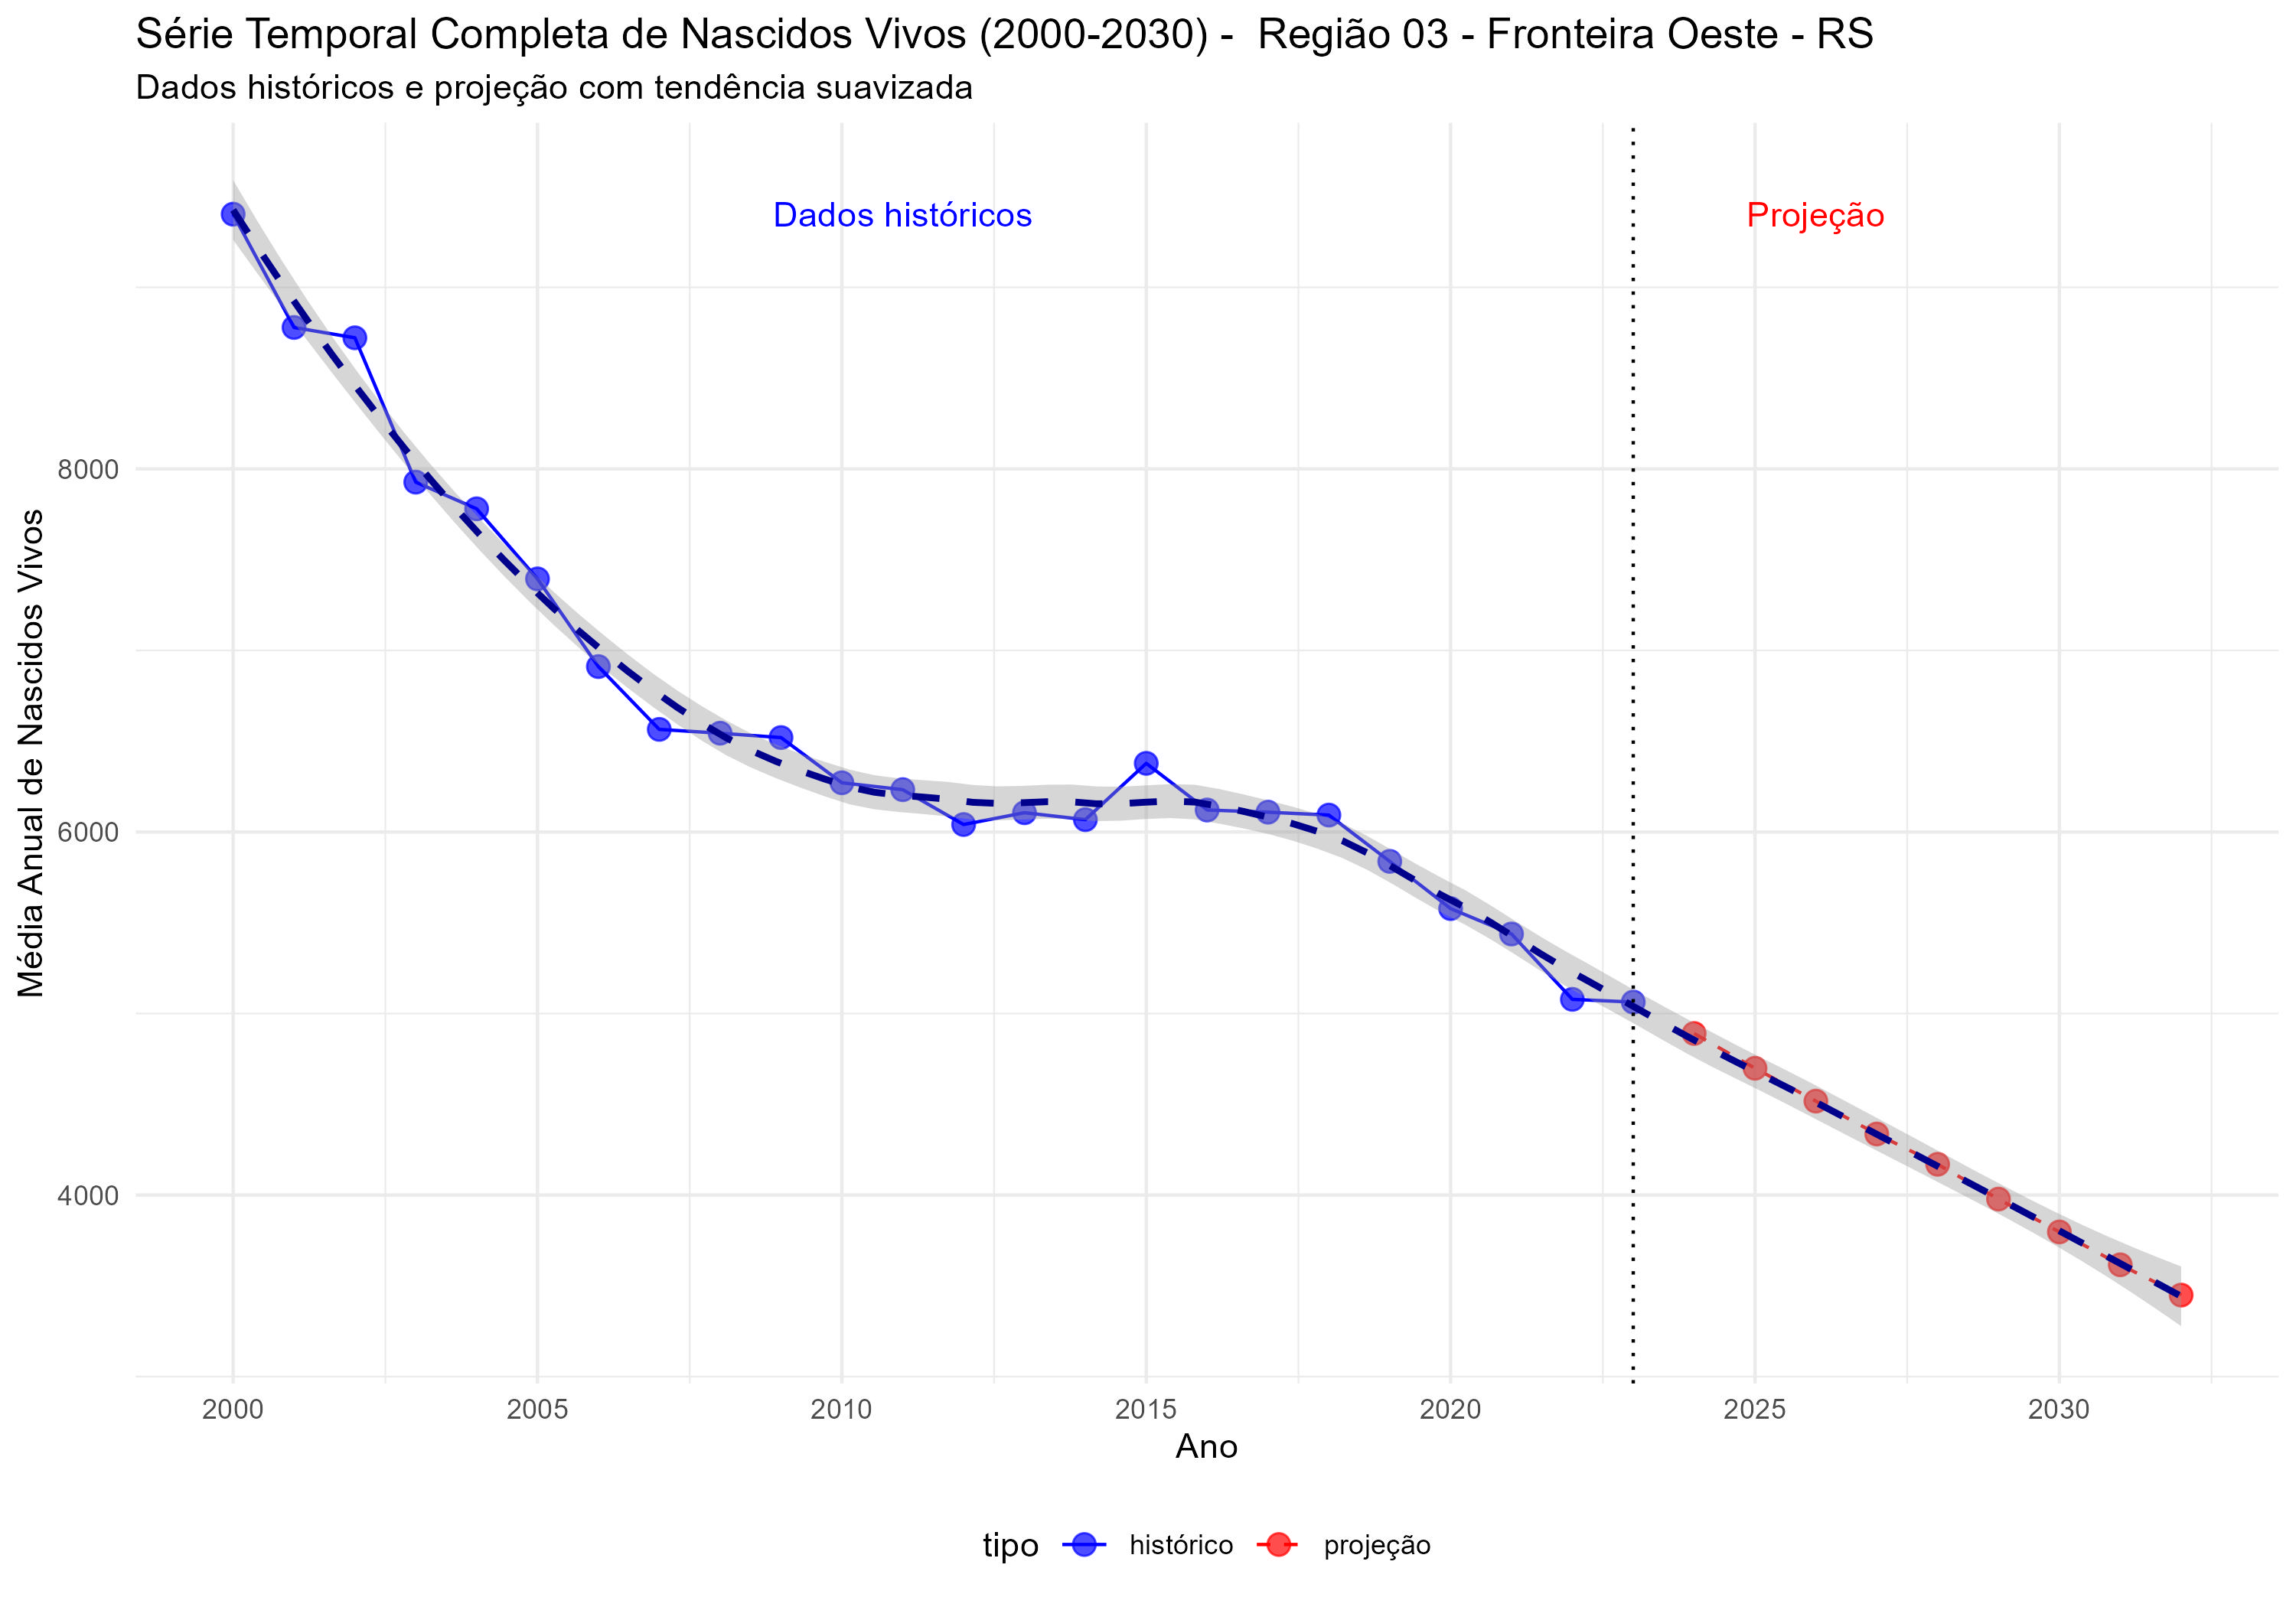 Série Temporal Completa de Nascidos Vivos (2000-2030) -  Região 03 - Fronteira Oeste - RS
Dados históricos e projeção com tendência suavizada
Dados históricos
Projeção
Média Anual de Nascidos Vivos
8000
6000
4000
2000
2005
2010
2015
2020
2025
2030
Ano
tipo
histórico
projeção